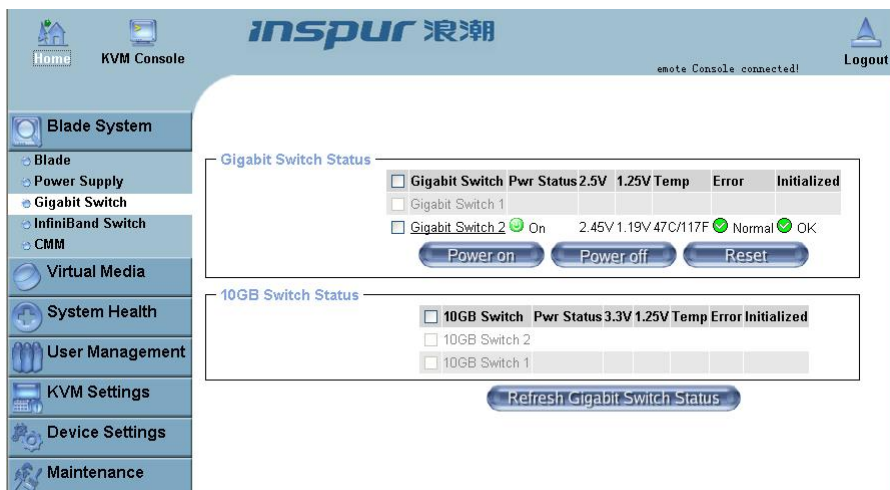 Home
KVM Console
inspur 浪潮
emote Console connected!
Logout
Blade System
Blade
Power Supply
Gigabit Switch
InfiniBand Switch
CMM
Virtual Media
System Health
User Management
KVM Settings
Device Settings
Maintenance
Gigabit Switch Status
Gigabit Switch Pwr Status 2.5V 1.25V Temp Error Initialized
Gigabit Switch 1
Gigabit Switch 2 On 2.45V 1.19V 47C/117F Normal OK
Power on Power off Reset
10GB Switch Status
10GB Switch Pwr Status 3.3V 1.25V Temp Error Initialized
10GB Switch 2
10GB Switch 1
Refresh Gigabit Switch Status